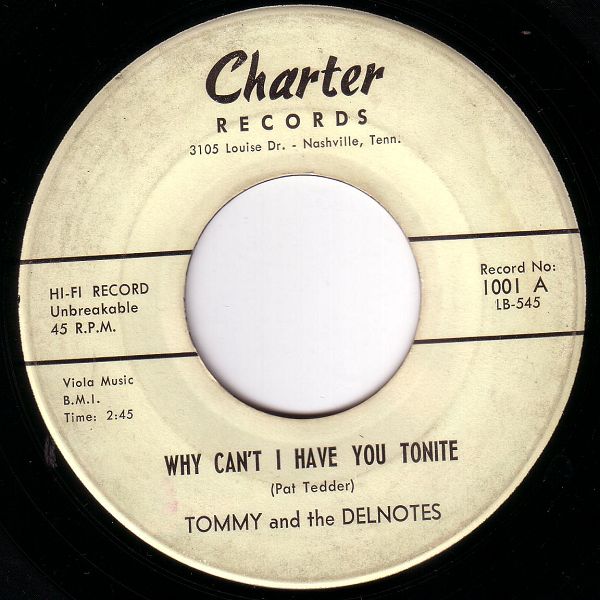 Charter
RECORDS
3105 Louise Dr. - Nashville, Tenn.
HI-FI RECORD
Unbreakable
45 R.P.M.
Record No:
1001 A
LB-545
Viola Music
B.M.I.
Time: 2:45
WHY CAN'T I HAVE YOU TONITE
(Pat Tedder)
TOMMY and the DELNOTES